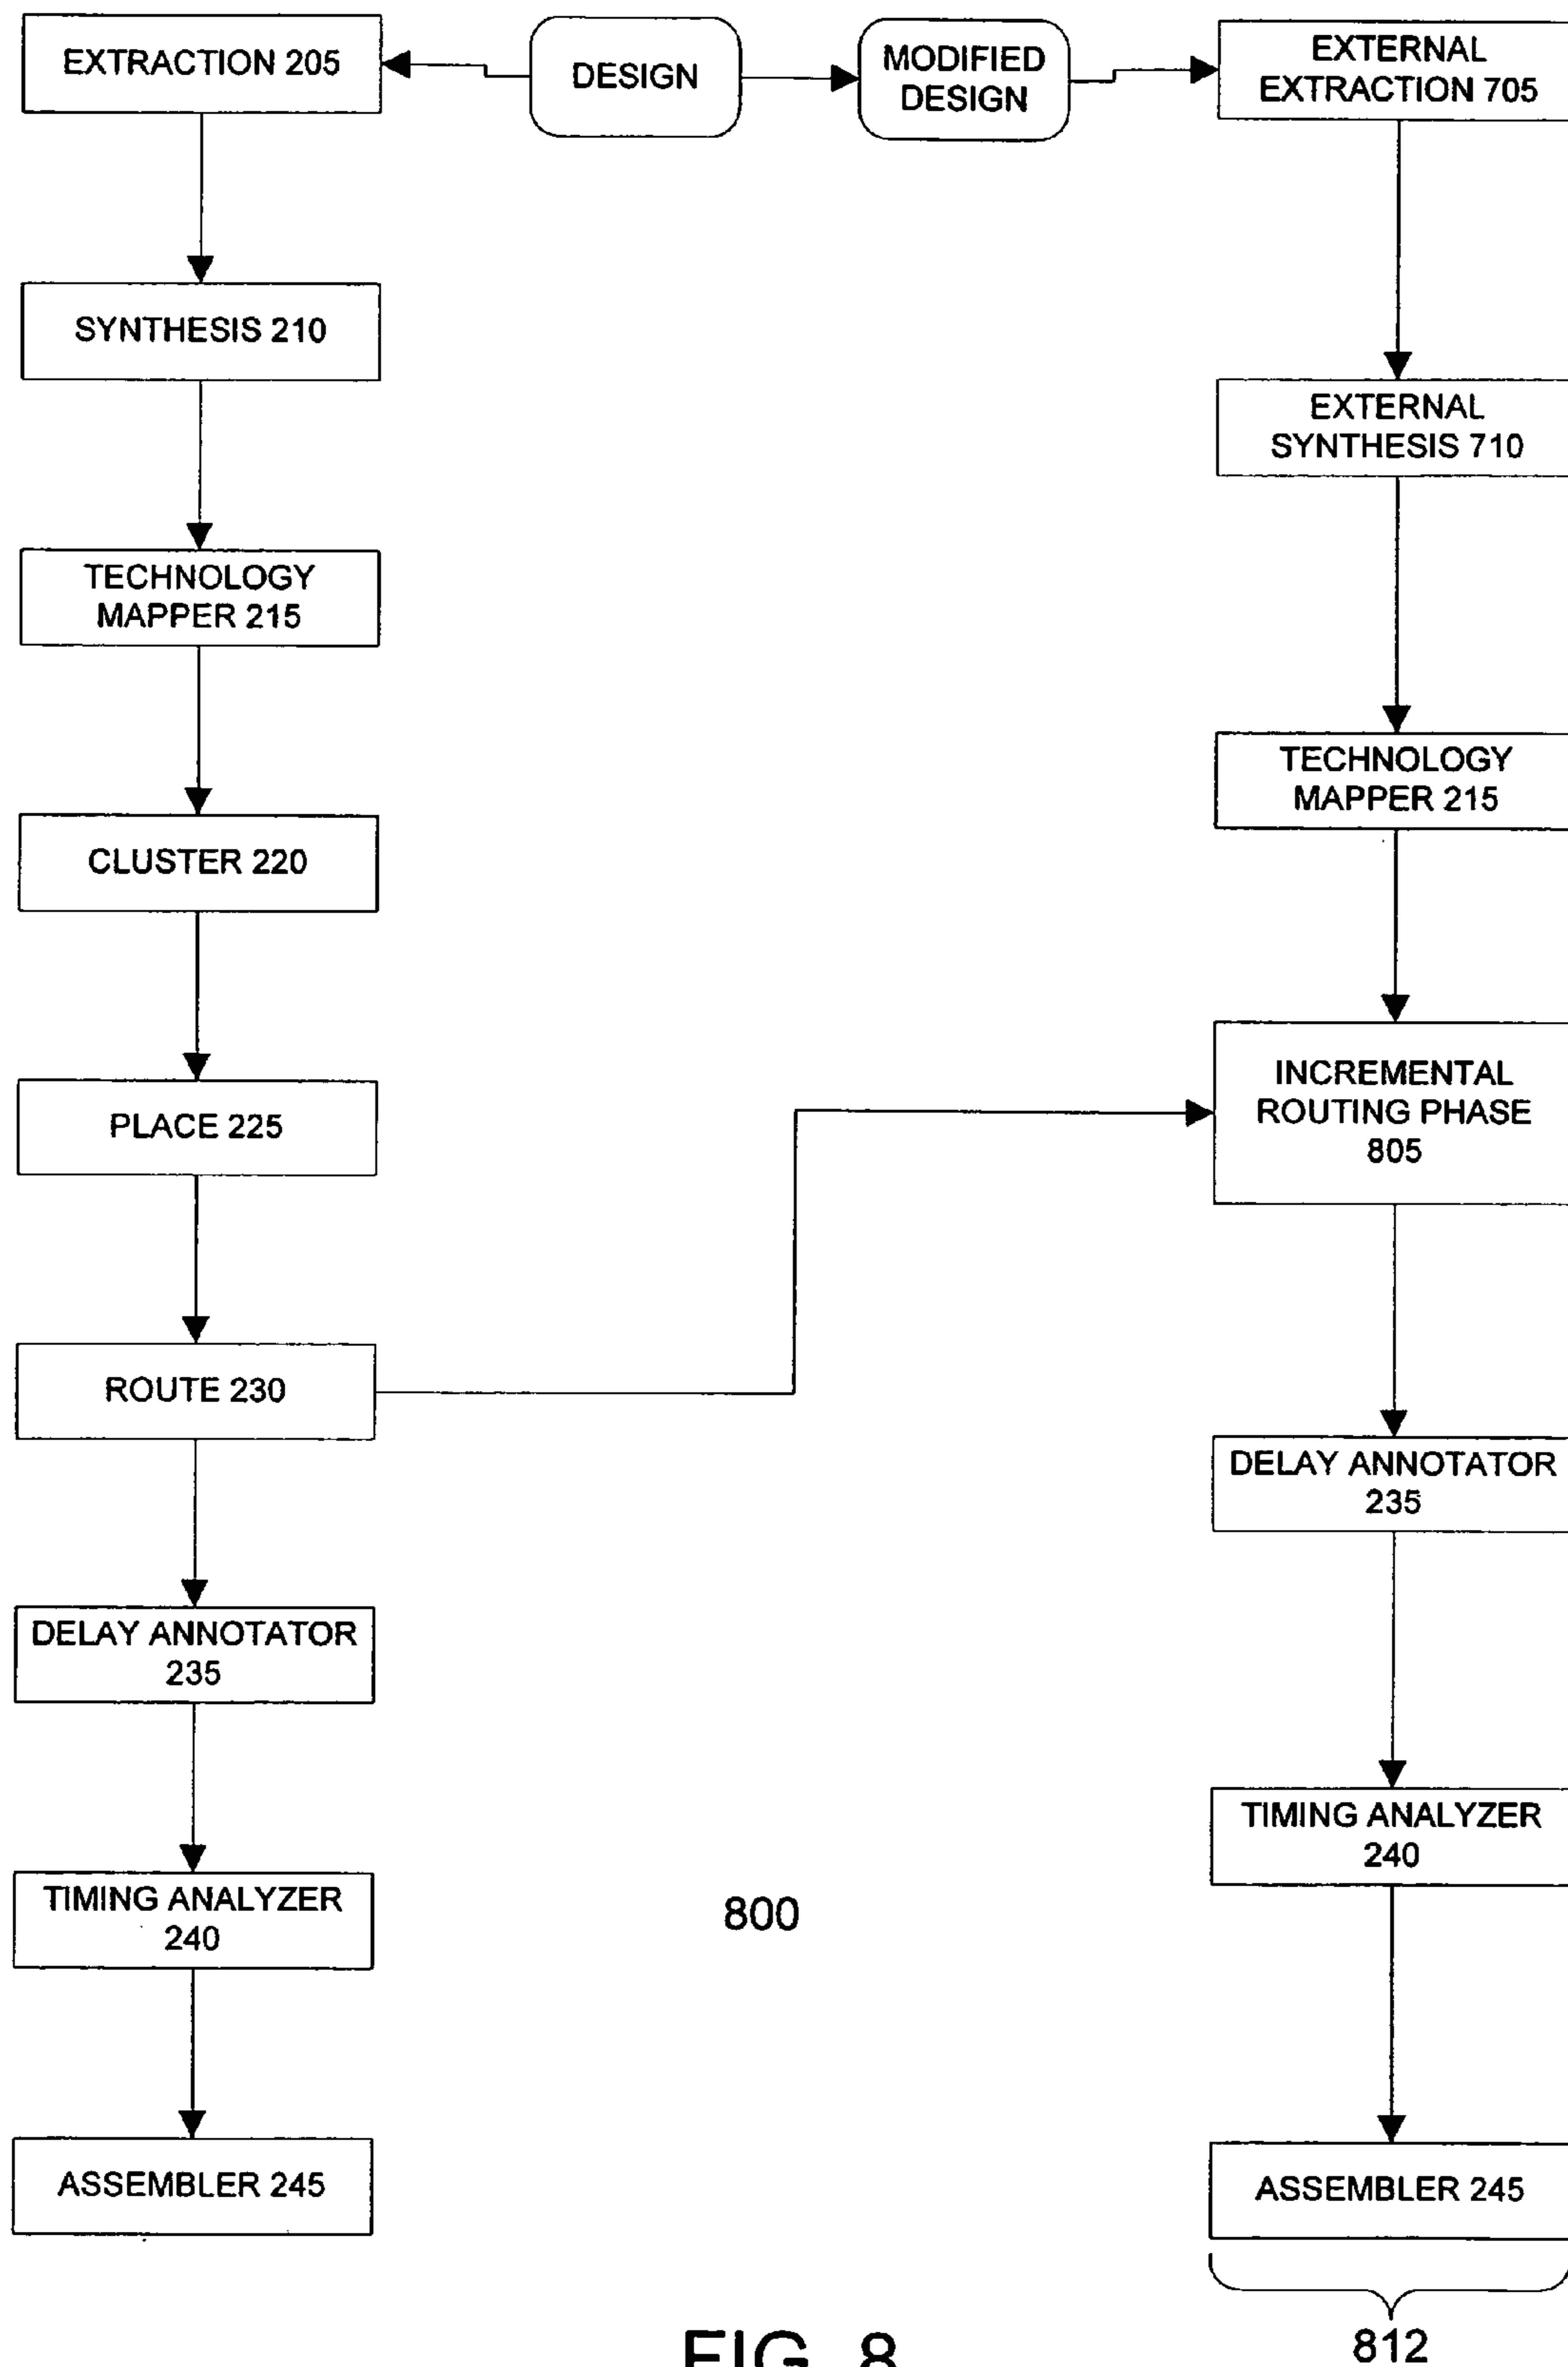 EXTRACTION 205
DESIGN
MODIFIED
DESIGN
EXTERNAL
EXTRACTION 705
SYNTHESIS 210
EXTERNAL
SYNTHESIS 710
TECHNOLOGY
MAPPER 215
TECHNOLOGY
MAPPER 215
CLUSTER 220
PLACE 225
INCREMENTAL
ROUTING PHASE
805
ROUTE 230
DELAY ANNOTATOR
235
DELAY ANNOTATOR
235
TIMING ANALYZER
240
TIMING ANALYZER
240
800
ASSEMBLER 245
ASSEMBLER 245
812
FIG. 8